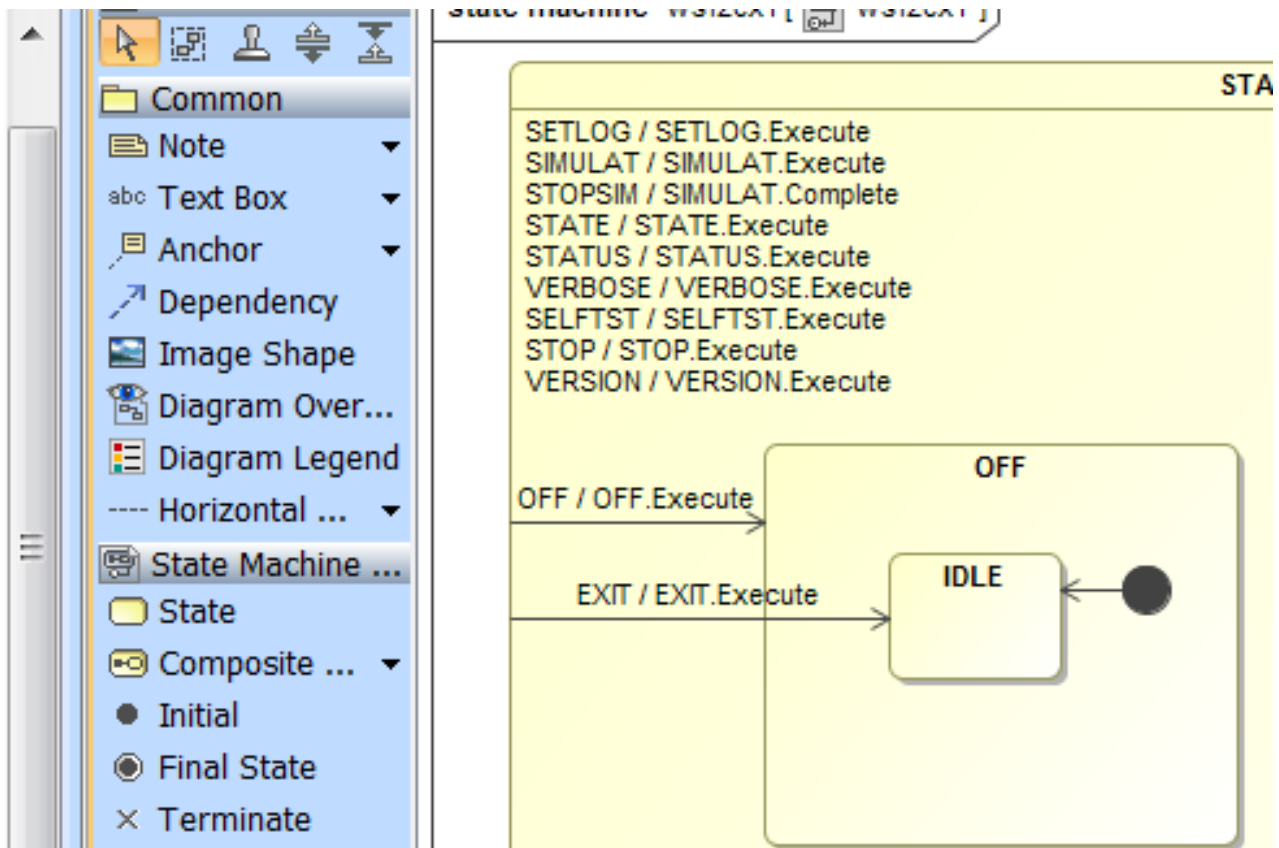 Common
Note
abc Text Box
Anchor
Dependency
Image Shape
Diagram Over...
Diagram Legend
Horizontal ...
State Machine ...
State
Composite ...
Initial
Final State
Terminate
state machine
STA
SETLOG / SETLOG.Execute
SIMULAT / SIMULAT.Execute
STOPSIM / SIMULAT.Complete
STATE / STATE.Execute
STATUS / STATUS.Execute
VERBOSE / VERBOSE.Execute
SELFTST / SELFTST.Execute
STOP / STOP.Execute
VERSION / VERSION.Execute
OFF
OFF / OFF.Execute
IDLE
EXIT / EXIT.Execute